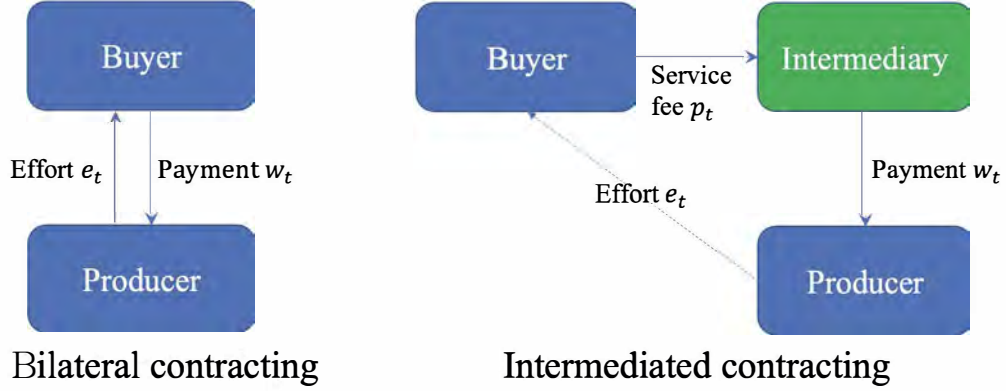 Buyer
Effort e_t
Payment w_t
Producer
Bilateral contracting
Buyer
Service
fee p_t
Intermediary
Effort e_t
Payment w_t
Producer
Intermediated contracting